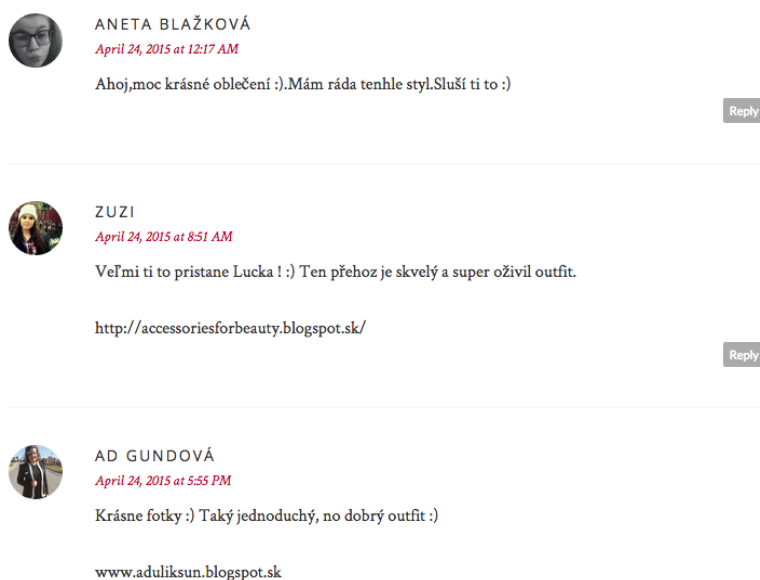 ANETA BLAŽKOVÁ
April 24, 2015 at 12:17 AM
Ahoj,moc krásné oblečení :).Mám ráda tenhle styl.Sluší ti to :)
Reply
ZUZI
April 24, 2015 at 8:51 AM
Veľmi ti to pristane Lucka ! :) Ten přehoz je skvelý a super oživil outfit.
http://accessoriesforbeauty.blogspot.sk/
Reply
AD GUNDOVÁ
April 24, 2015 at 5:55 PM
Krásne fotky :) Taký jednoduchý, no dobrý outfit :)
www.aduliksun.blogspot.sk